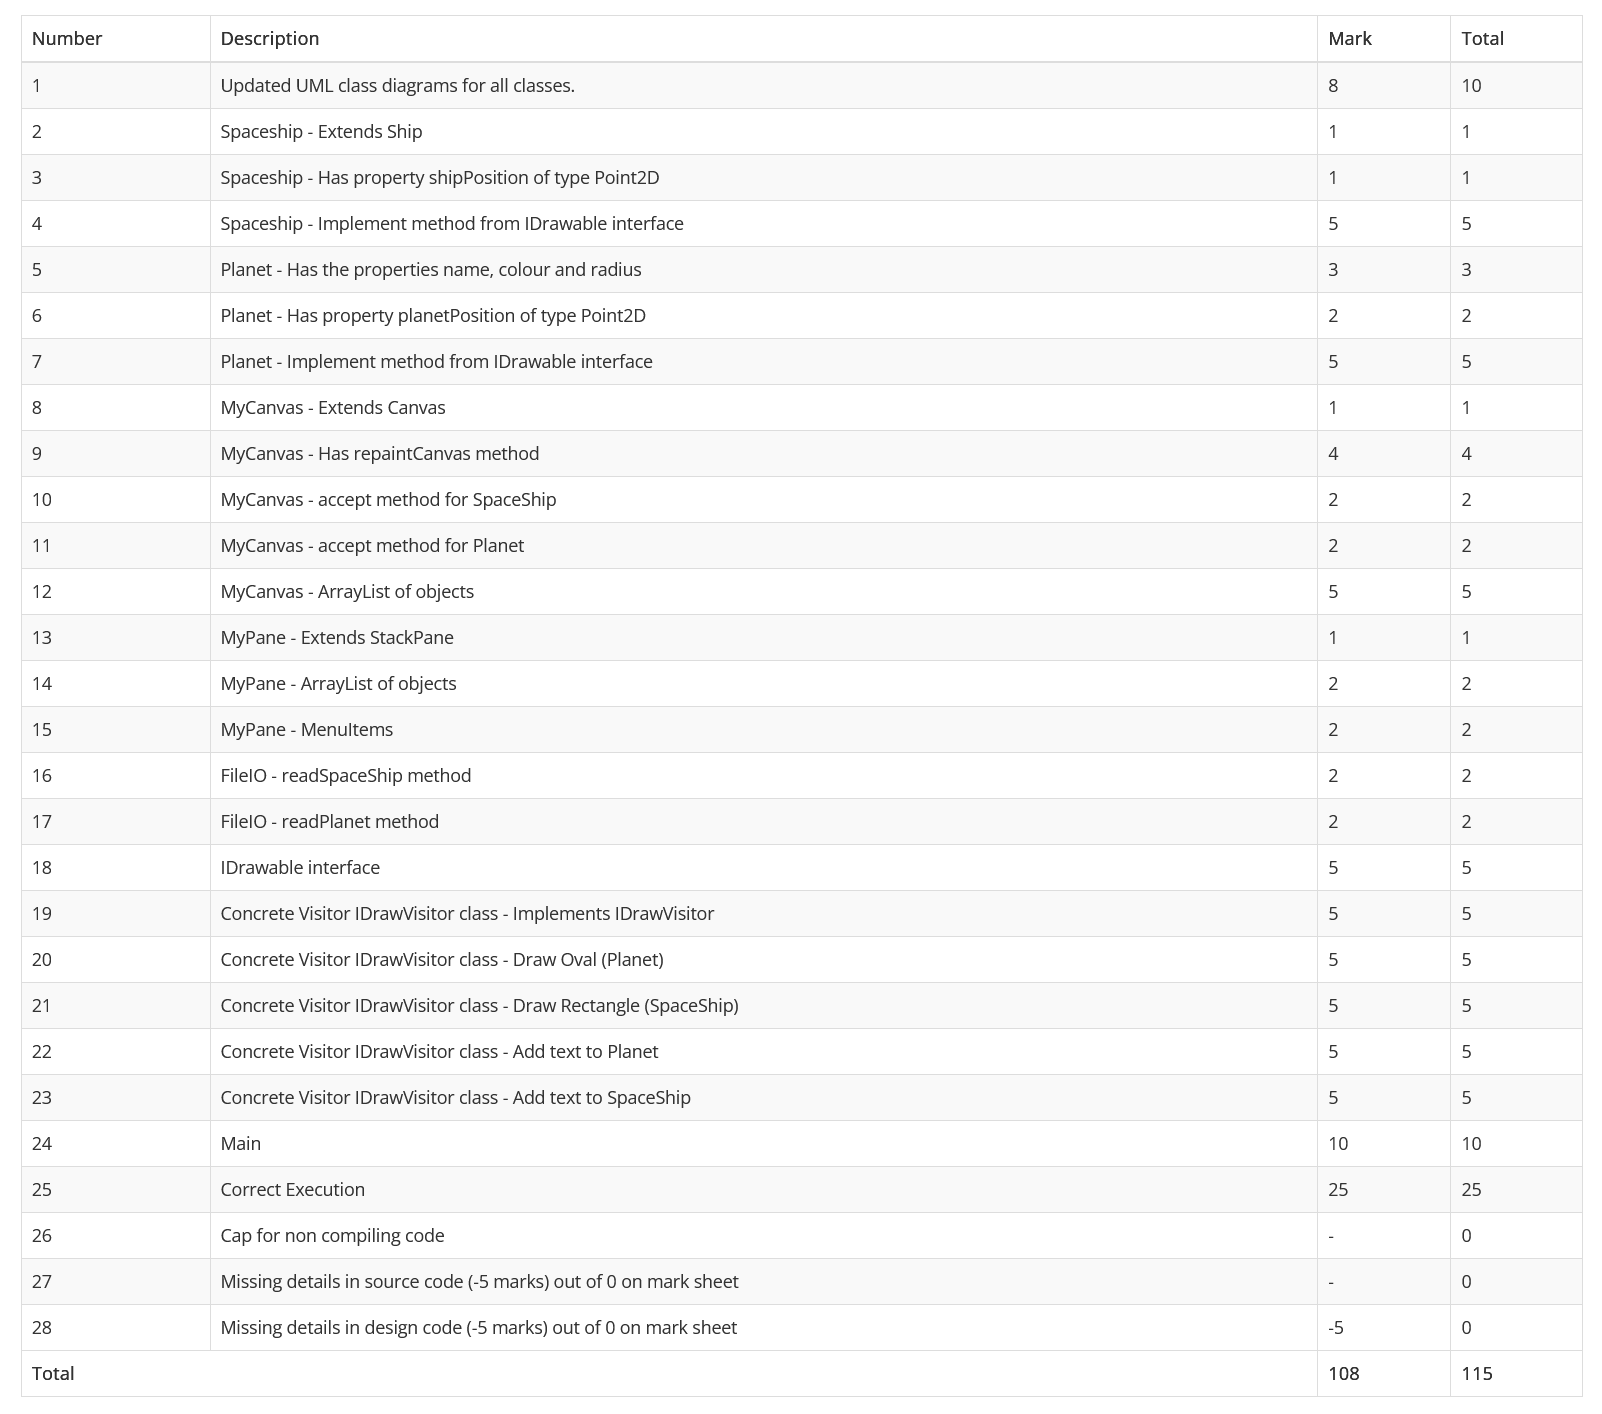 Number Description Mark Total
1 Updated UML class diagrams for all classes. 8 10
2 Spaceship - Extends Ship 1 1
3 Spaceship - Has property shipPosition of type Point2D 1 1
4 Spaceship - Implement method from IDrawable interface 5 5
5 Planet - Has the properties name, colour and radius 3 3
6 Planet - Has property planetPosition of type Point2D 2 2
7 Planet - Implement method from IDrawable interface 5 5
8 MyCanvas - Extends Canvas 1 1
9 MyCanvas - Has repaintCanvas method 4 4
10 MyCanvas - accept method for SpaceShip 2 2
11 MyCanvas - accept method for Planet 2 2
12 MyCanvas - ArrayList of objects 5 5
13 MyPane - Extends StackPane 1 1
14 MyPane - ArrayList of objects 2 2
15 MyPane - MenuItems 2 2
16 FileIO - readSpaceShip method 2 2
17 FileIO - readPlanet method 2 2
18 IDrawable interface 5 5
19 Concrete Visitor IDrawVisitor class - Implements IDrawVisitor 5 5
20 Concrete Visitor IDrawVisitor class - Draw Oval (Planet) 5 5
21 Concrete Visitor IDrawVisitor class - Draw Rectangle (SpaceShip) 5 5
22 Concrete Visitor IDrawVisitor class - Add text to Planet 5 5
23 Concrete Visitor IDrawVisitor class - Add text to SpaceShip 5 5
24 Main 10 10
25 Correct Execution 25 25
26 Cap for non compiling code - 0
27 Missing details in source code (-5 marks) out of 0 on mark sheet - 0
28 Missing details in design code (-5 marks) out of 0 on mark sheet -5 0
Total 108 115